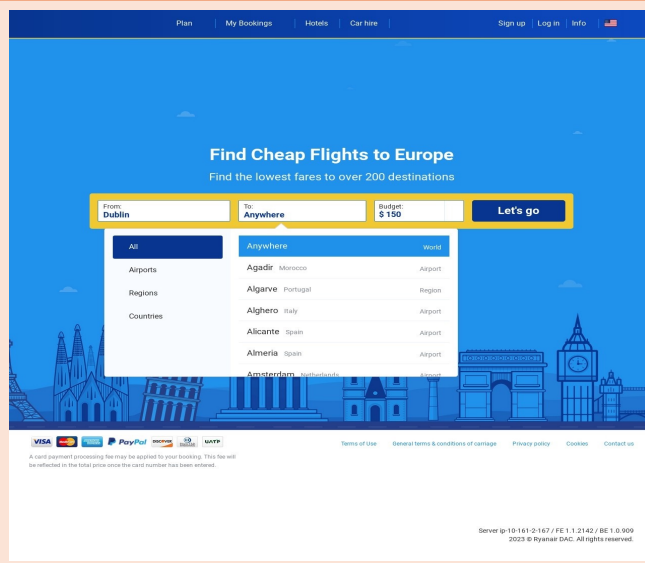 Plan My Bookings Hotels Car hire Sign up Log in Info
Find Cheap Flights to Europe
Find the lowest fares to over 200 destinations
From: To: Budget:
Dublin Anywhere $ 150 Let's go
All
Airports
Regions
Countries
Anywhere World
Agadir Morocco Airport
Algarve Portugal Region
Alghero Italy Airport
Alicante Spain Airport
Almeria Spain Airport
Amsterdam Netherlands Airport
VISA PayPal DISCOVER UATP
Terms of Use General terms & conditions of carriage Privacy policy Cookies Contact us
A card payment processing fee may be applied to your booking. This fee will
be reflected in the total price once the card number has been entered.
Server ip-10-161-2-167 / FE 1.1.2142 / BE 1.0.909
2023 © Ryanair DAC. All rights reserved.